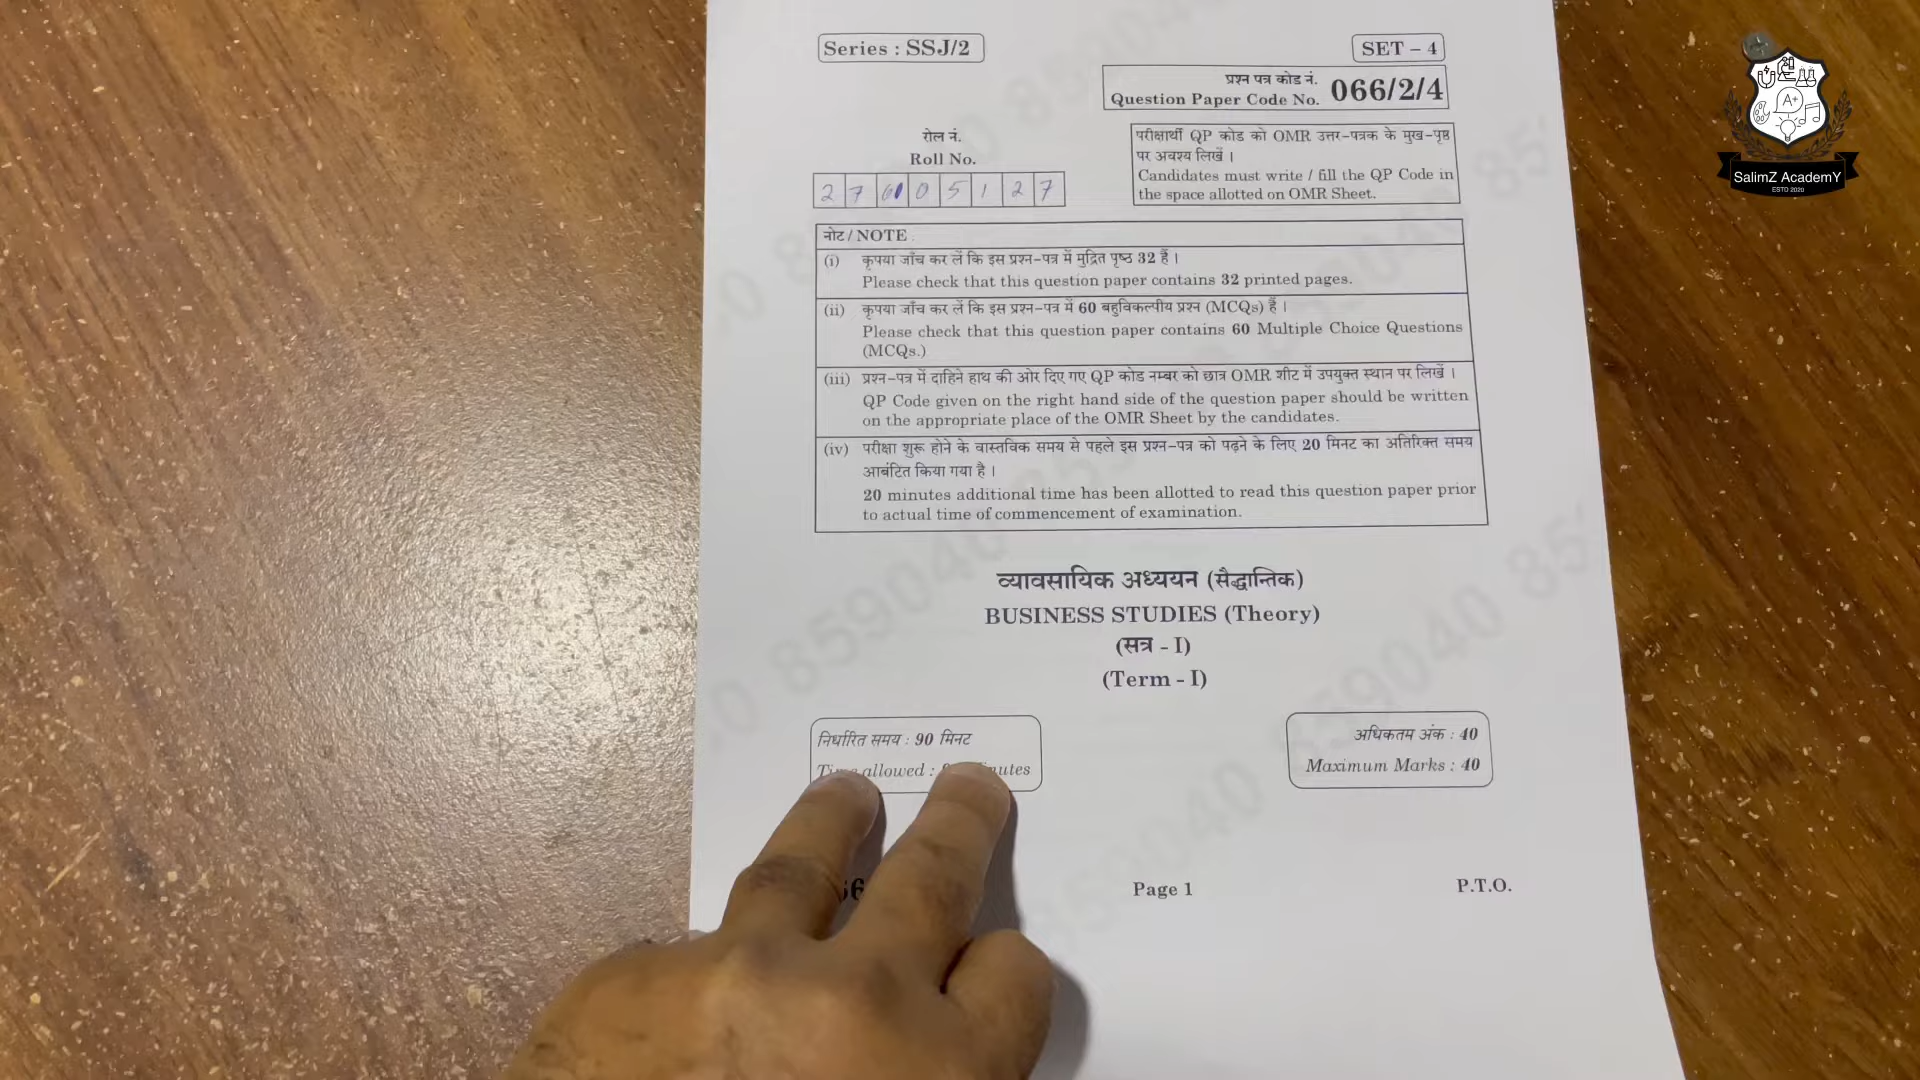 Series : SSJ/2
SET – 4
प्रश्न पत्र कोड नं.
Question Paper Code No. 066/2/4
रोल नं.
Roll No.
2 7 6 0 5 1 2 7
परीक्षार्थी QP कोड को OMR उत्तर-पत्रक के मुख-पृष्ठ
पर अवश्य लिखें ।
Candidates must write / fill the QP Code in
the space allotted on OMR Sheet.
नोट / NOTE
(i) कृपया जाँच कर लें कि इस प्रश्न-पत्र में मुद्रित पृष्ठ 32 हैं ।
Please check that this question paper contains 32 printed pages.
(ii) कृपया जाँच कर लें कि इस प्रश्न-पत्र में 60 बहुविकल्पीय प्रश्न (MCQs) हैं ।
Please check that this question paper contains 60 Multiple Choice Questions
(MCQs.)
(iii) प्रश्न-पत्र में दाहिने हाथ की ओर दिए गए QP कोड नम्बर को छात्र OMR शीट में उपयुक्त स्थान पर लिखें ।
QP Code given on the right hand side of the question paper should be written
on the appropriate place of the OMR Sheet by the candidates.
(iv) परीक्षा शुरू होने के वास्तविक समय से पहले इस प्रश्न-पत्र को पढ़ने के लिए 20 मिनट का अतिरिक्त समय
आबंटित किया गया है ।
20 minutes additional time has been allotted to read this question paper prior
to actual time of commencement of examination.
व्यावसायिक अध्ययन (सैद्धान्तिक)
BUSINESS STUDIES (Theory)
(सत्र - I)
(Term - I)
निर्धारित समय : 90 मिनट
allowed :
अधिकतम अंक : 40
Maximum Marks : 40
Page 1
P.T.O.
859040
A+
SalimZ AcademY
ESTD 2020